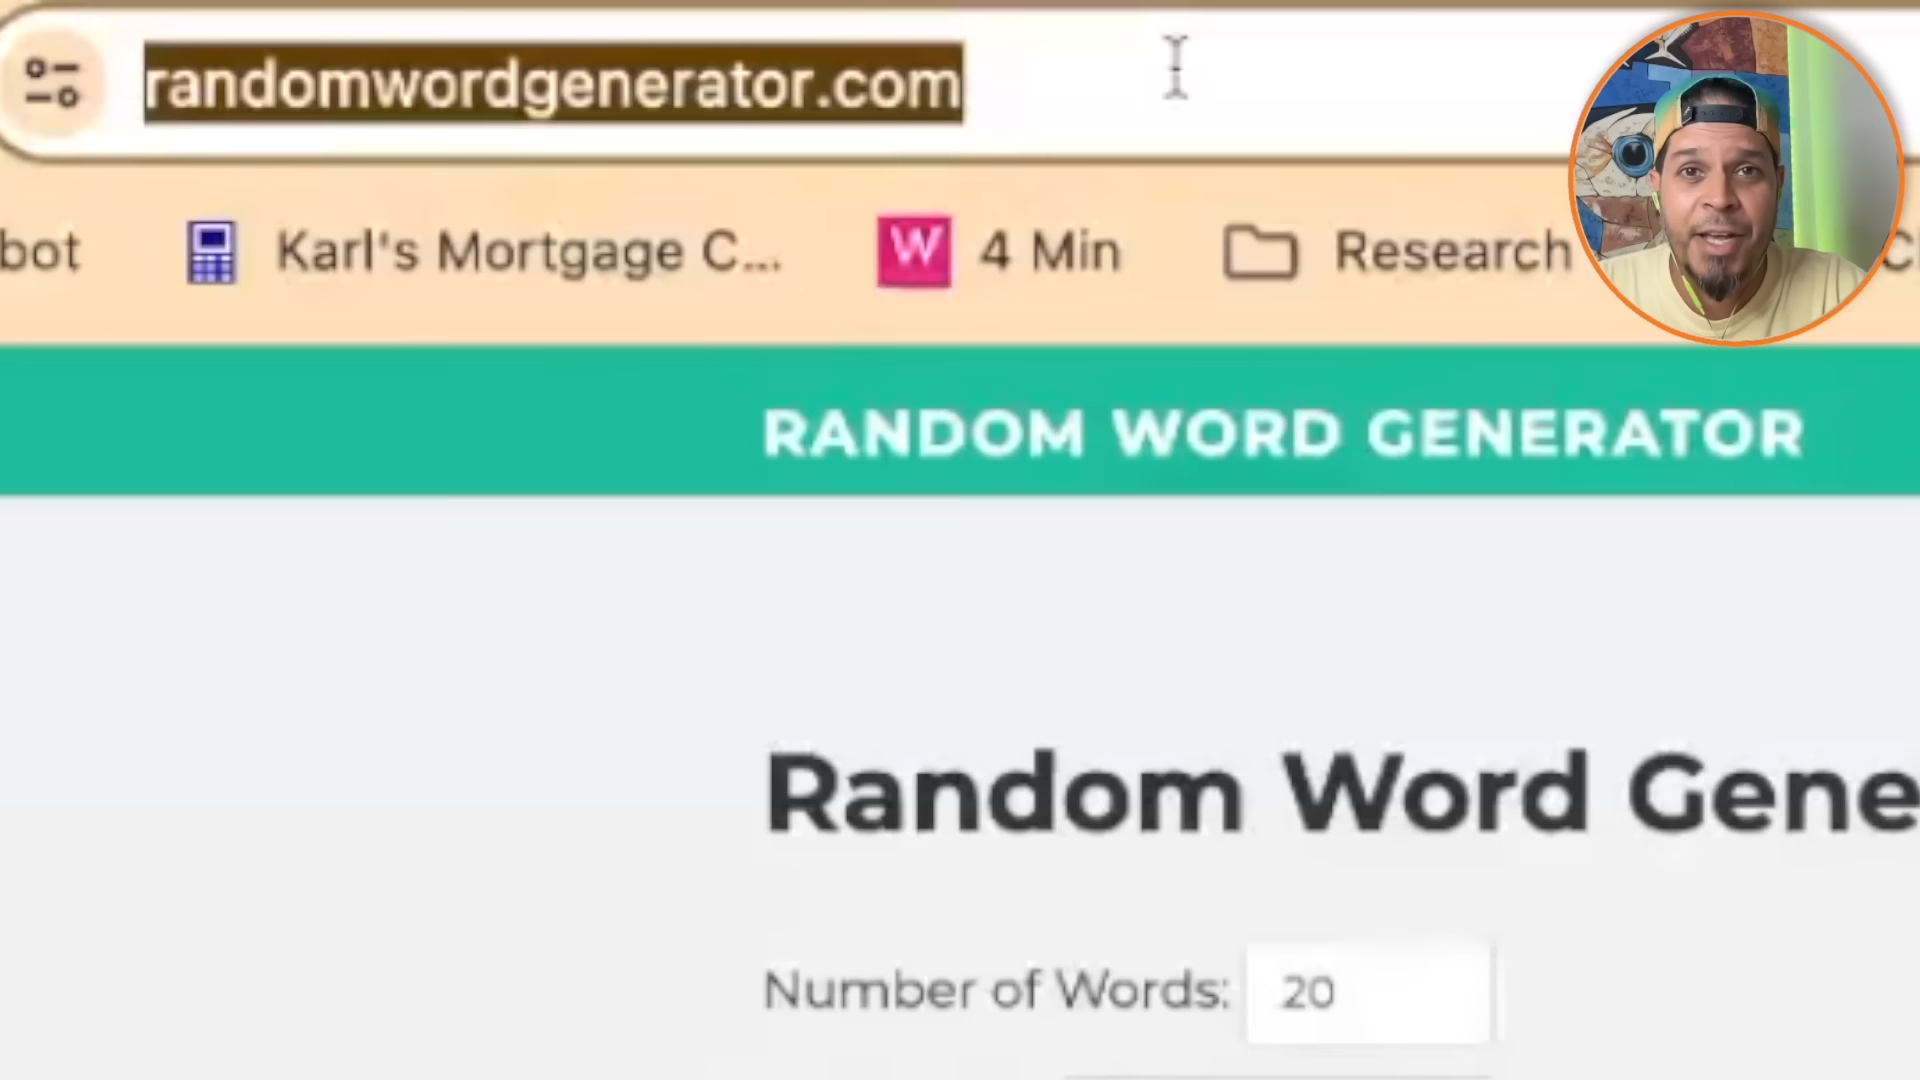 randomwordgenerator.com
bot Karl's Mortgage C... W 4 Min Research
RANDOM WORD GENERATOR
Random Word Gene
Number of Words: 20